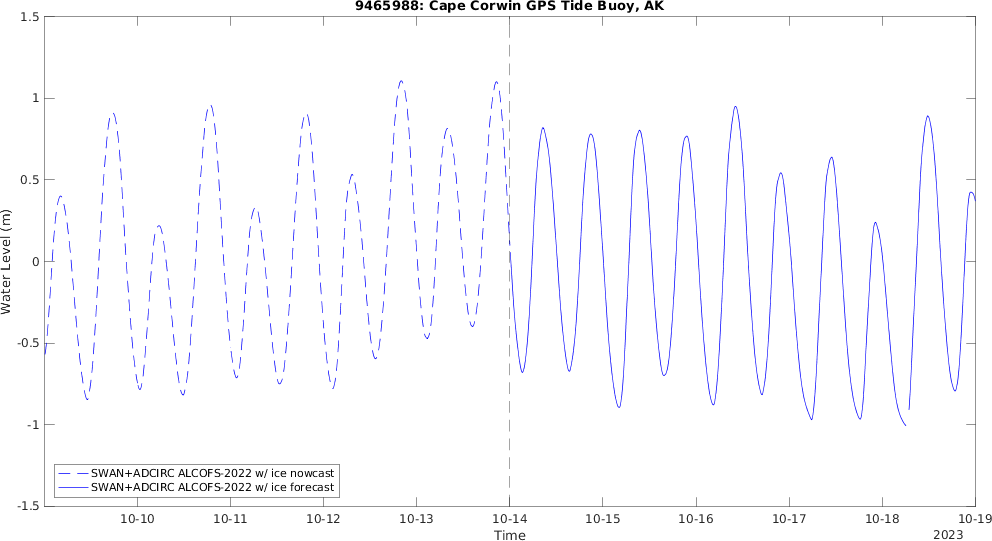 9465988: Cape Corwin GPS Tide Buoy, AK
1.5
1
0.5
0
-0.5
-1
-1.5
Water Level (m)
SWAN+ADCIRC ALCOFS-2022 w/ ice nowcast
SWAN+ADCIRC ALCOFS-2022 w/ ice forecast
10-10 10-11 10-12 10-13 10-14 10-15 10-16 10-17 10-18 10-19
Time
2023